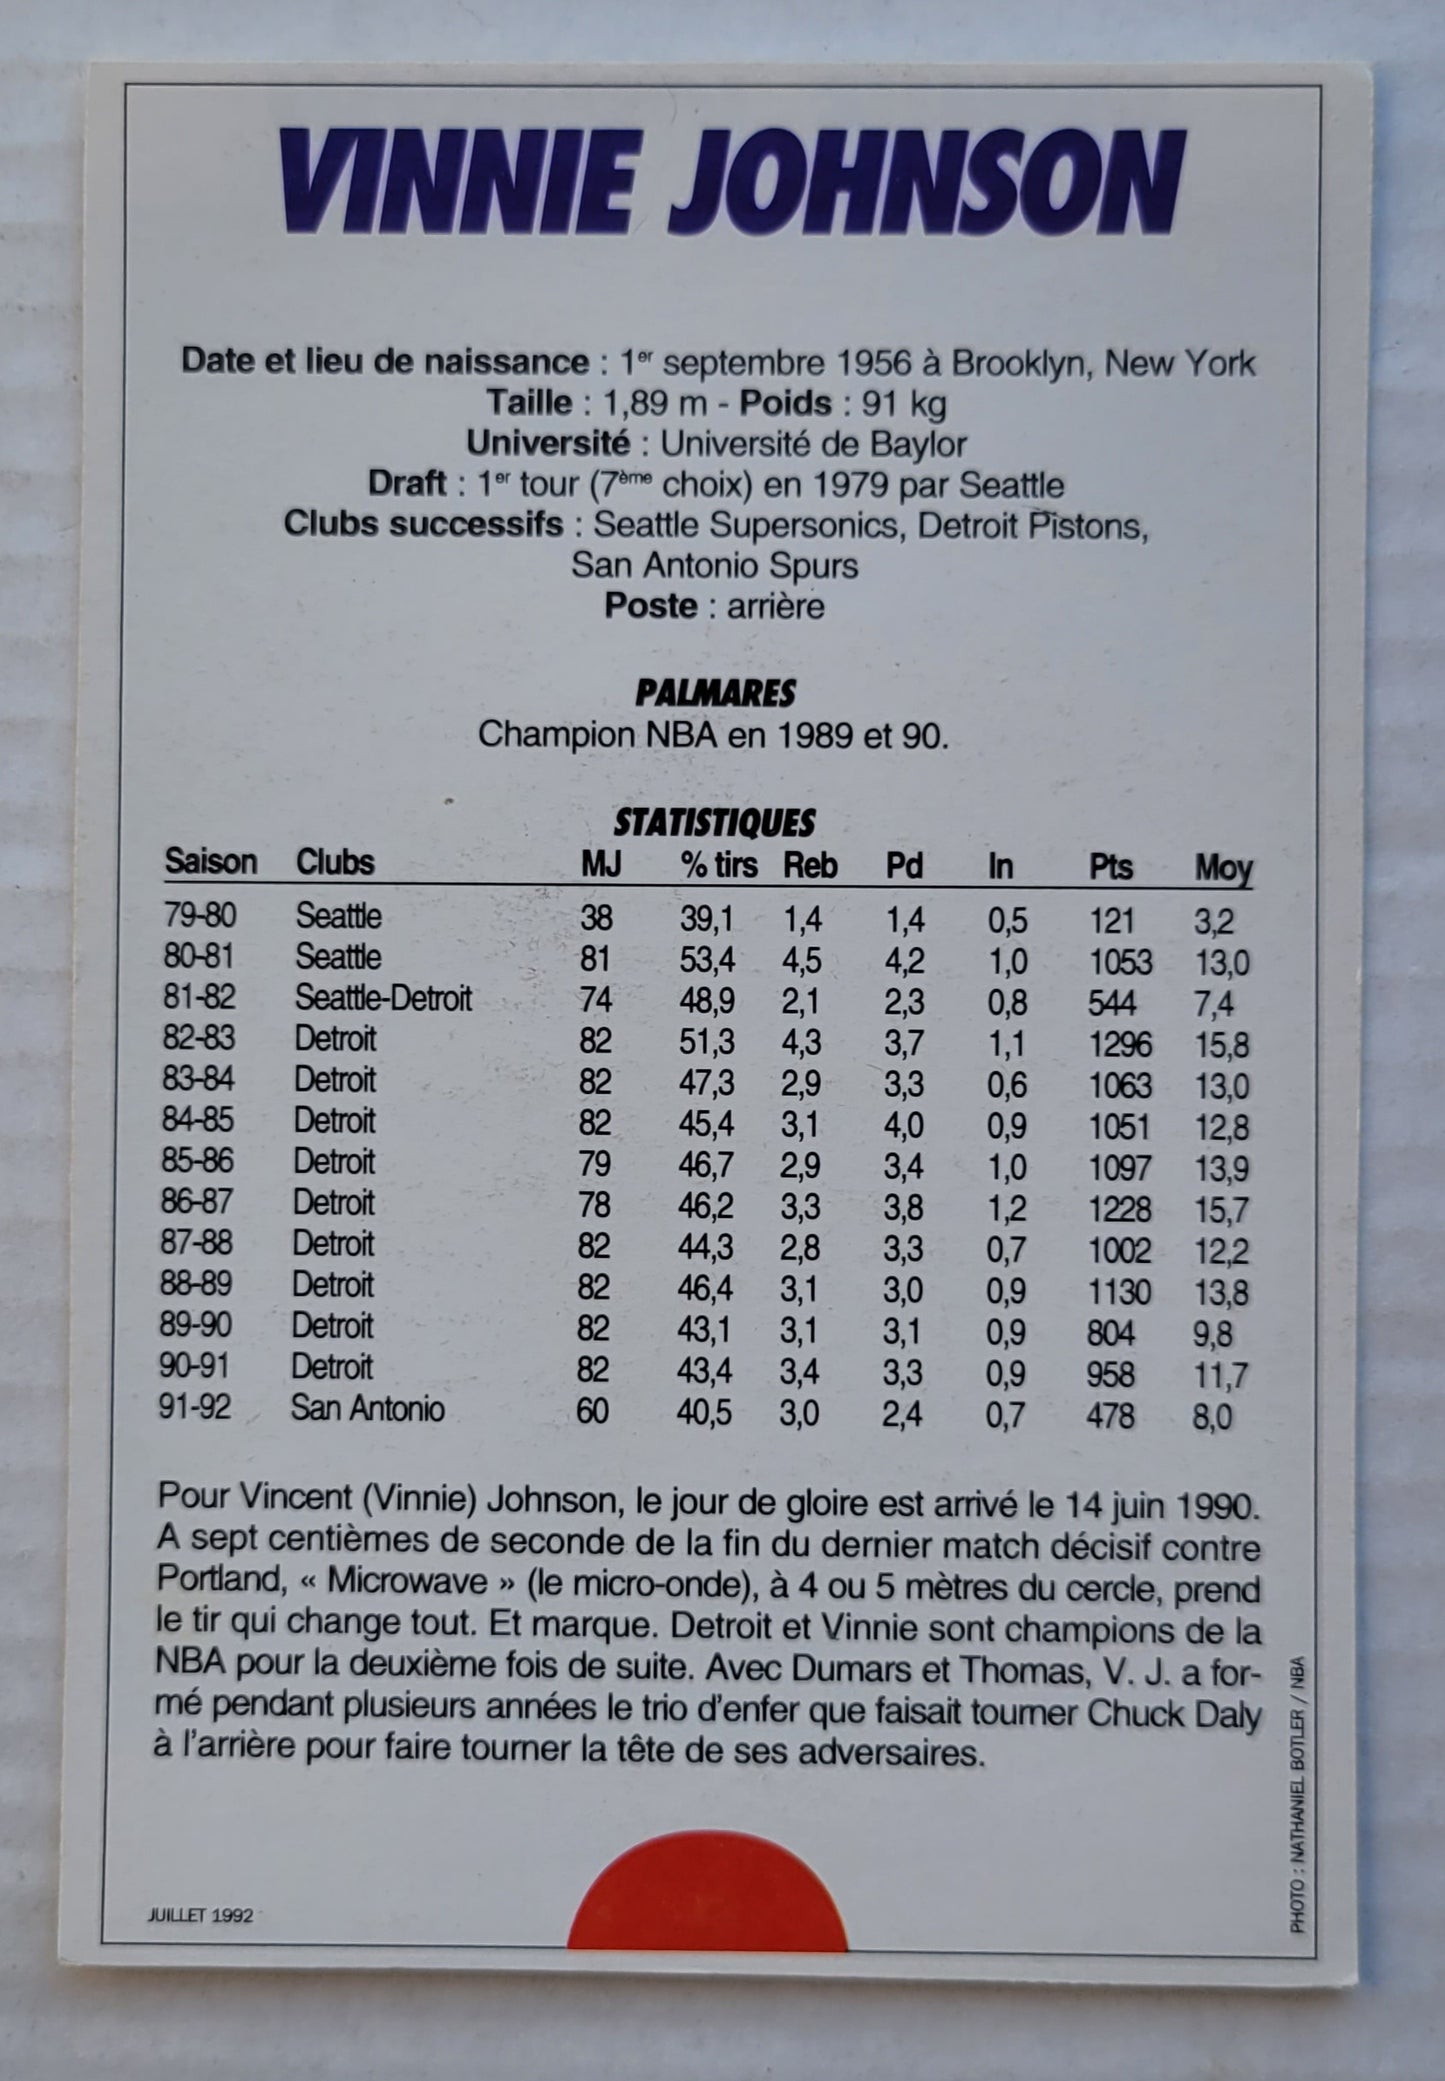 VINNIE JOHNSON
Date et lieu de naissance : 1er septembre 1956 à Brooklyn, New York
Taille : 1,89 m - Poids : 91 kg
Université : Université de Baylor
Draft : 1er tour (7ème choix) en 1979 par Seattle
Clubs successifs : Seattle Supersonics, Detroit Pistons,
San Antonio Spurs
Poste : arrière
PALMARES
Champion NBA en 1989 et 90.
STATISTIQUES
Saison Clubs MJ % tirs Reb Pd In Pts Moy
79-80 Seattle 38 39,1 1,4 1,4 0,5 121 3,2
80-81 Seattle 81 53,4 4,5 4,2 1,0 1053 13,0
81-82 Seattle-Detroit 74 48,9 2,1 2,3 0,8 544 7,4
82-83 Detroit 82 51,3 4,3 3,7 1,1 1296 15,8
83-84 Detroit 82 47,3 2,9 3,3 0,6 1063 13,0
84-85 Detroit 82 45,4 3,1 4,0 0,9 1051 12,8
85-86 Detroit 79 46,7 2,9 3,4 1,0 1097 13,9
86-87 Detroit 78 46,2 3,3 3,8 1,2 1228 15,7
87-88 Detroit 82 44,3 2,8 3,3 0,7 1002 12,2
88-89 Detroit 82 46,4 3,1 3,0 0,9 1130 13,8
89-90 Detroit 82 43,1 3,1 3,1 0,9 804 9,8
90-91 Detroit 82 43,4 3,4 3,3 0,9 958 11,7
91-92 San Antonio 60 40,5 3,0 2,4 0,7 478 8,0
Pour Vincent (Vinnie) Johnson, le jour de gloire est arrivé le 14 juin 1990.
A sept centièmes de seconde de la fin du dernier match décisif contre
Portland, « Microwave » (le micro-onde), à 4 ou 5 mètres du cercle, prend
le tir qui change tout. Et marque. Detroit et Vinnie sont champions de la
NBA pour la deuxième fois de suite. Avec Dumars et Thomas, V. J. a for-
mé pendant plusieurs années le trio d'enfer que faisait tourner Chuck Daly
à l'arrière pour faire tourner la tête de ses adversaires.
JUILLET 1992
PHOTO : NATHANIEL BOTLER / NBA